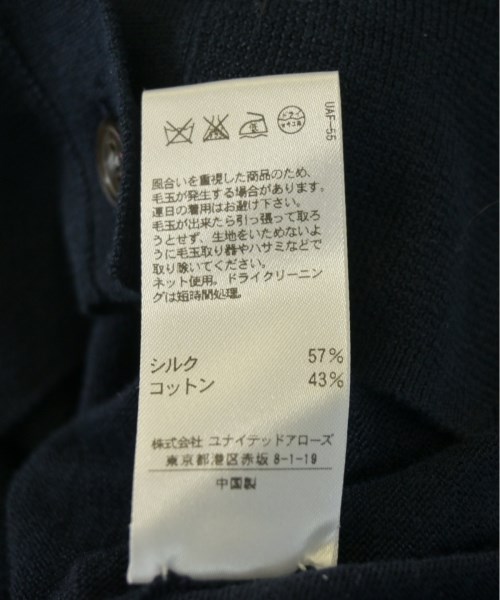 UAF-55
風合いを重視した商品のため、
毛玉が発生する場合があります。
連日の着用はお避け下さい。
毛玉が出来たら引っ張って取ろ
うとせず、生地をいためないよ
うに毛玉取り器やハサミなどで
取り除いてください。
ネット使用。ドライクリーニン
グは短時間処理。
シルク 57%
コットン 43%
株式会社 ユナイテッドアローズ
東京都港区赤坂 8-1-19
中国製